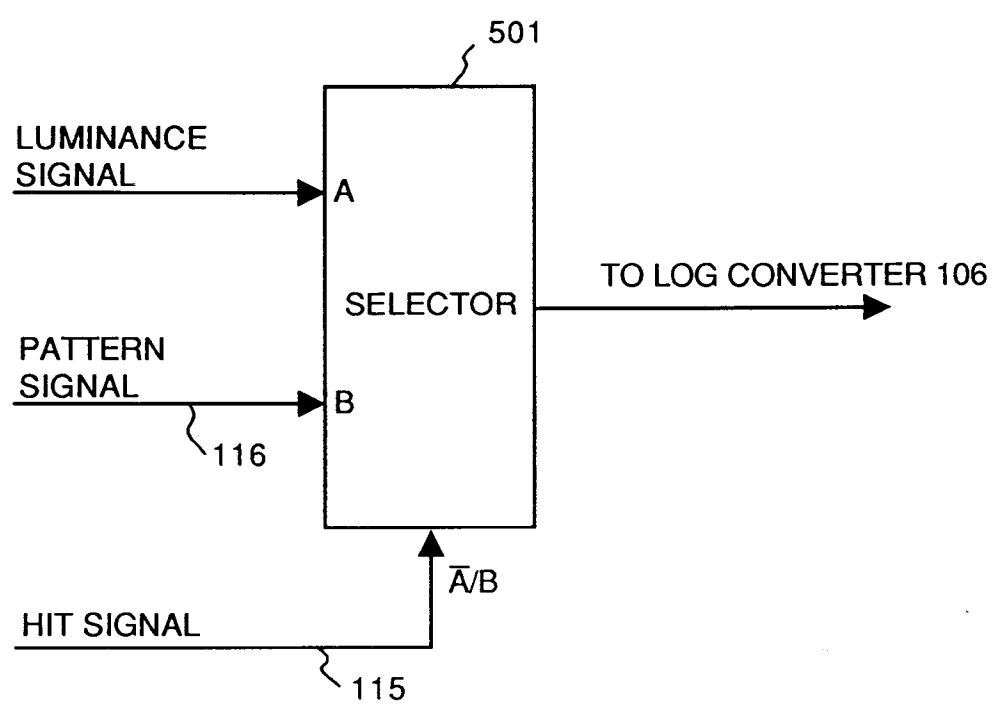 501
LUMINANCE
SIGNAL
A
TO LOG CONVERTER 106
SELECTOR
PATTERN
SIGNAL
B
116
A̅/B
HIT SIGNAL
115